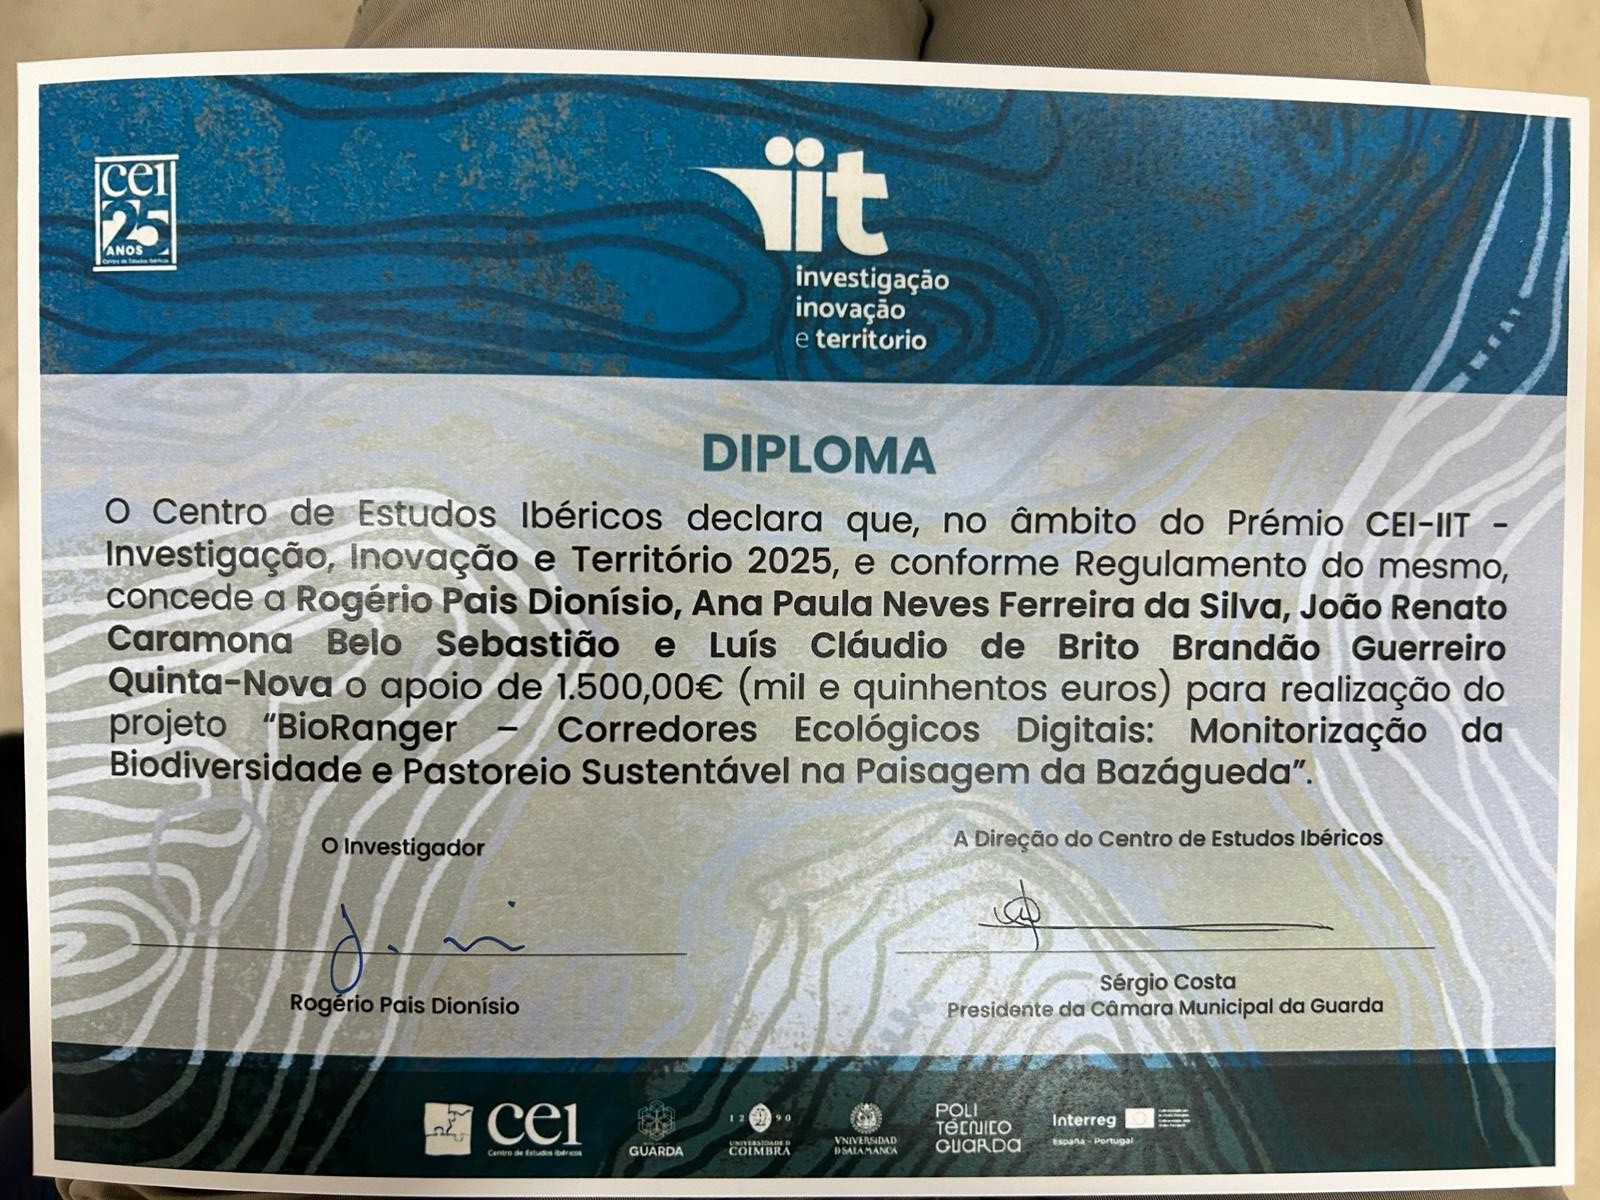 cei
25
ANOS
Centro de Estudos Ibéricos
iit
investigação
inovação
e território
DIPLOMA
O Centro de Estudos Ibéricos declara que, no âmbito do Prémio CEI-IIT -
Investigação, Inovação e Território 2025, e conforme Regulamento do mesmo,
concede a Rogério Pais Dionísio, Ana Paula Neves Ferreira da Silva, João Renato
Caramona Belo Sebastião e Luís Cláudio de Brito Brandão Guerreiro
Quinta-Nova o apoio de 1.500,00€ (mil e quinhentos euros) para realização do
projeto “BioRanger – Corredores Ecológicos Digitais: Monitorização da
Biodiversidade e Pastoreio Sustentável na Paisagem da Bazágueda”.
O Investigador
Rogério Pais Dionísio
A Direção do Centro de Estudos Ibéricos
Sérgio Costa
Presidente da Câmara Municipal da Guarda
cei
Centro de Estudos Ibéricos
GUARDA
12 90
UNIVERSIDADE D
COIMBRA
VNIVERSIDAD
D SALAMANCA
POLI
TÉCNICO
GUARDA
Interreg
España - Portugal